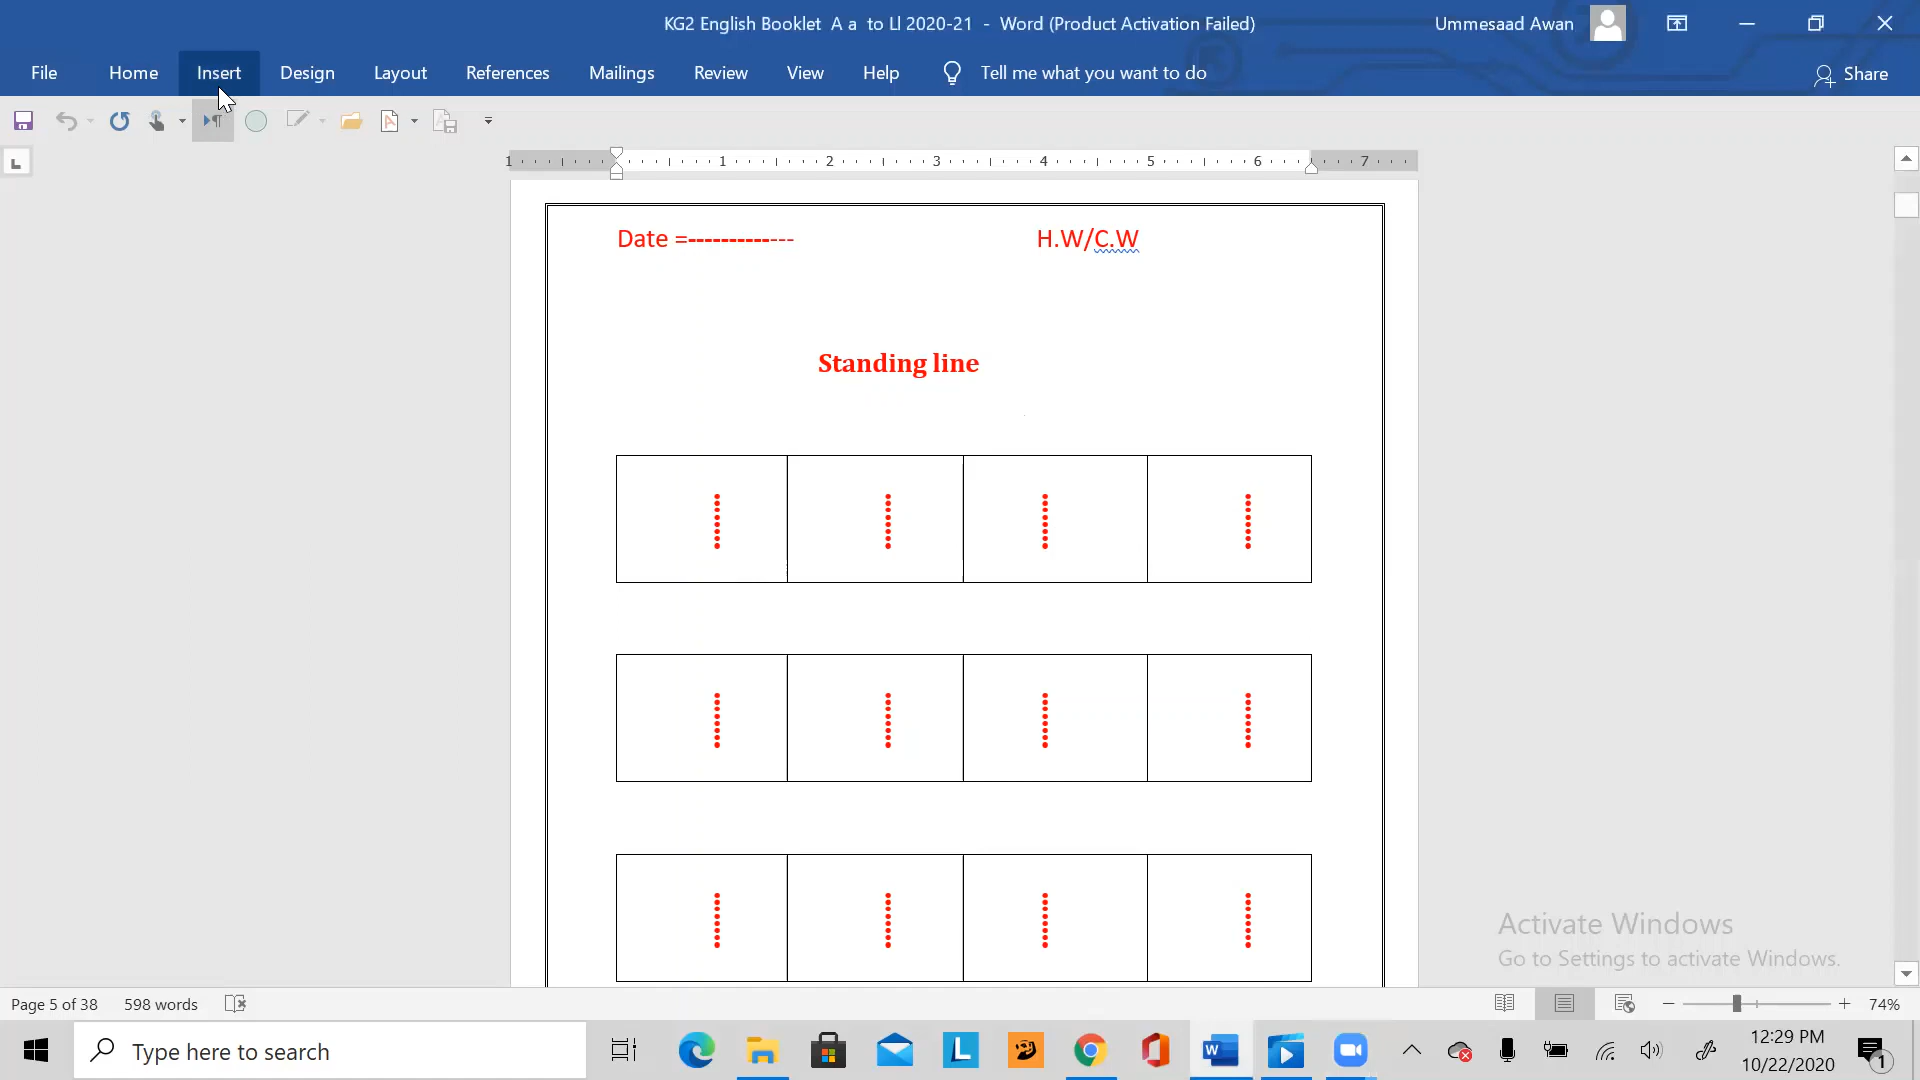 KG2 English Booklet  A a  to Ll 2020-21  -  Word (Product Activation Failed)
Ummesaad Awan
File Home Insert Design Layout References Mailings Review View Help Tell me what you want to do
Share
1 1 2 3 4 5 6 7
Date =-------------
H.W/C.W
Standing line
Activate Windows
Go to Settings to activate Windows.
Page 5 of 38 598 words
74%
Type here to search
12:29 PM
10/22/2020
1